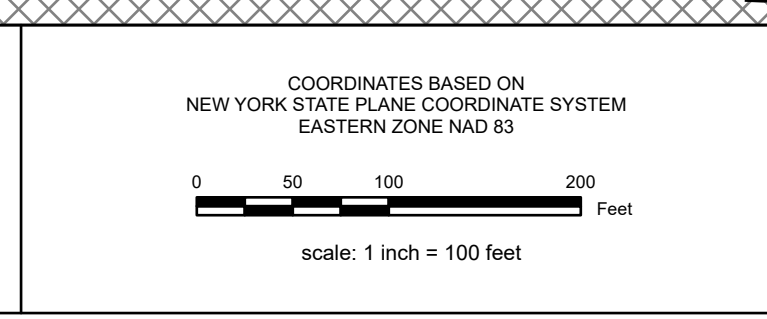 COORDINATES BASED ON
NEW YORK STATE PLANE COORDINATE SYSTEM
EASTERN ZONE NAD 83
0 50 100 200
Feet
scale: 1 inch = 100 feet